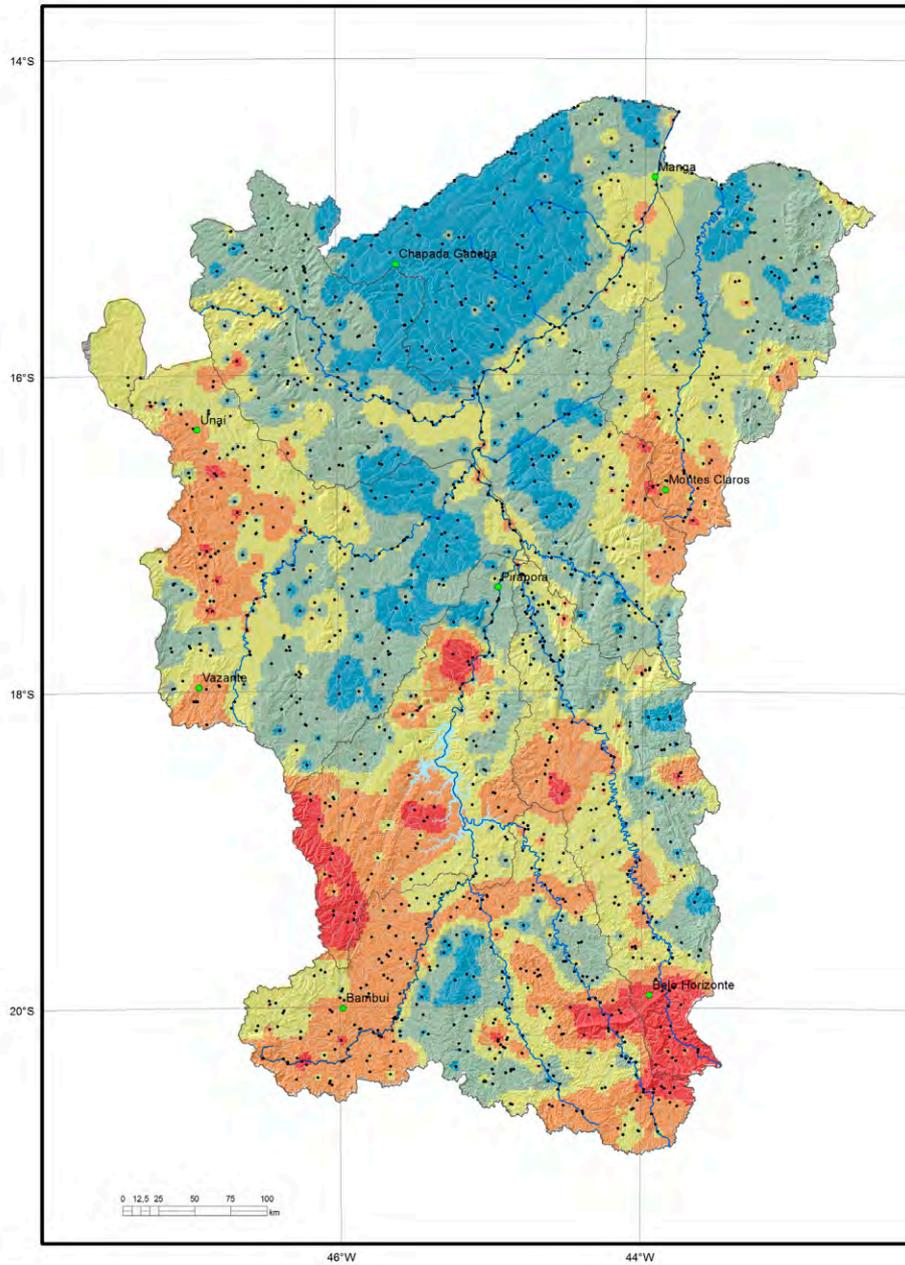 14°S
Manga
Chapada Gaúcha
16°S
Unaí
Montes Claros
Pirapora
18°S
Vazante
Belo Horizonte
20°S
Bambuí
0 12,5 25 50 75 100
km
46°W 44°W